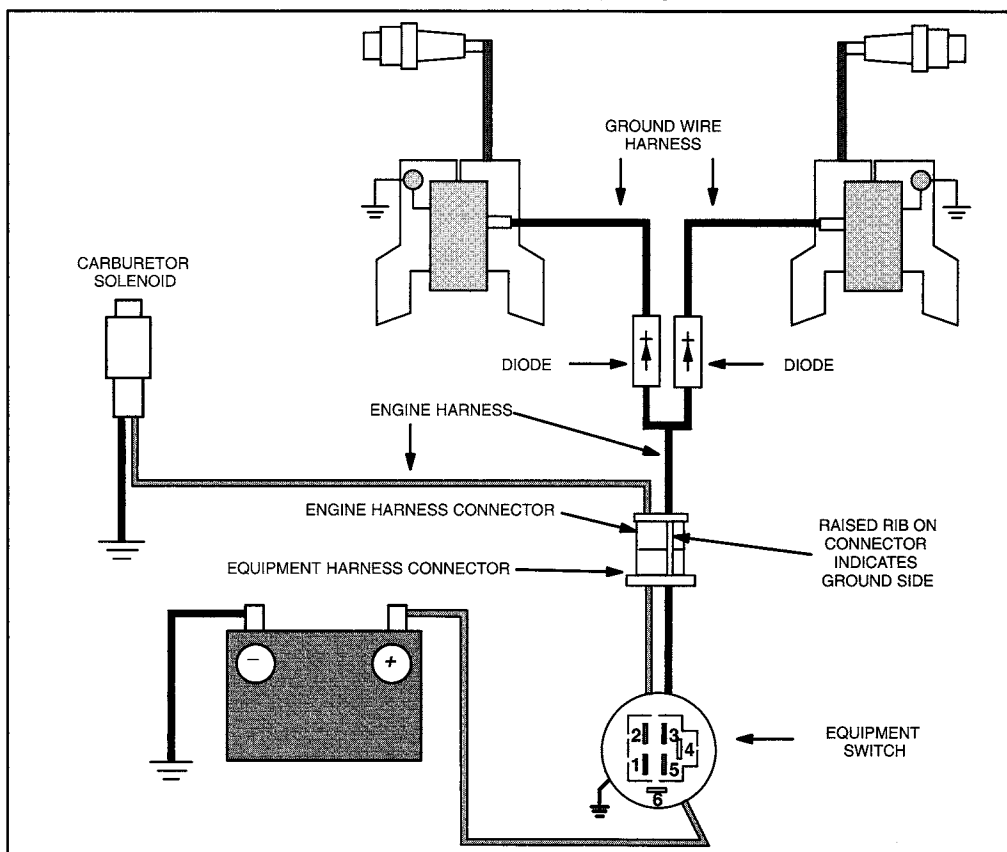 GROUND WIRE
HARNESS
CARBURETOR
SOLENOID
DIODE
DIODE
ENGINE HARNESS
ENGINE HARNESS CONNECTOR
RAISED RIB ON
CONNECTOR
INDICATES
GROUND SIDE
EQUIPMENT HARNESS CONNECTOR
− +
2 3
4
1 5
6
EQUIPMENT
SWITCH